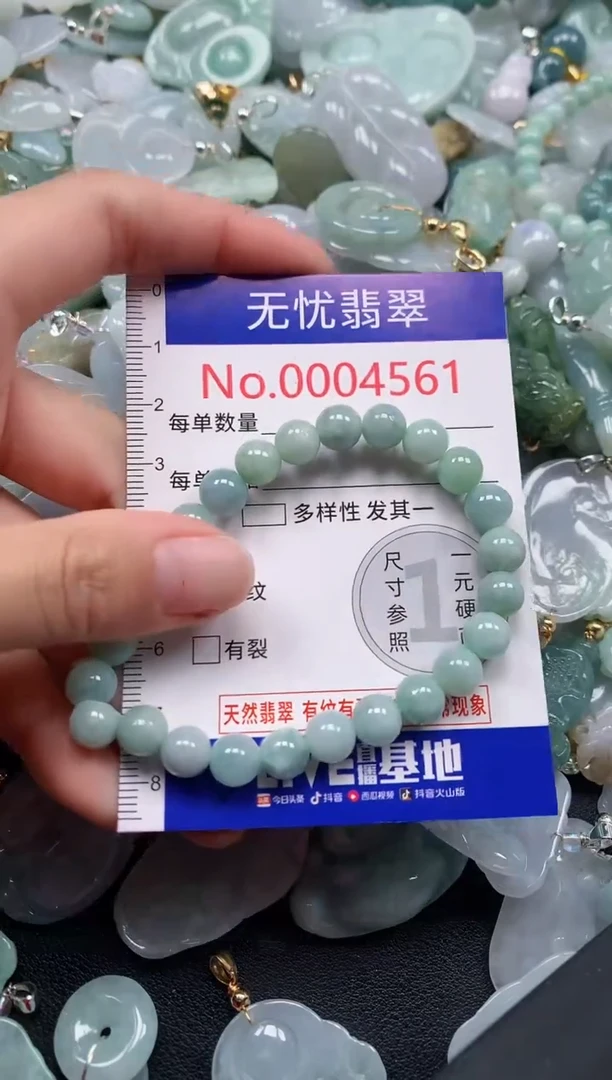 0
无忧翡翠
1
No.0004561
2
每单数量
3
每单
多样性 发其一
尺寸参照
一元硬
1
纹
6
有裂
天然翡翠 有纹有 现象
8
基地
今日头条 抖音 西瓜视频 抖音火山版